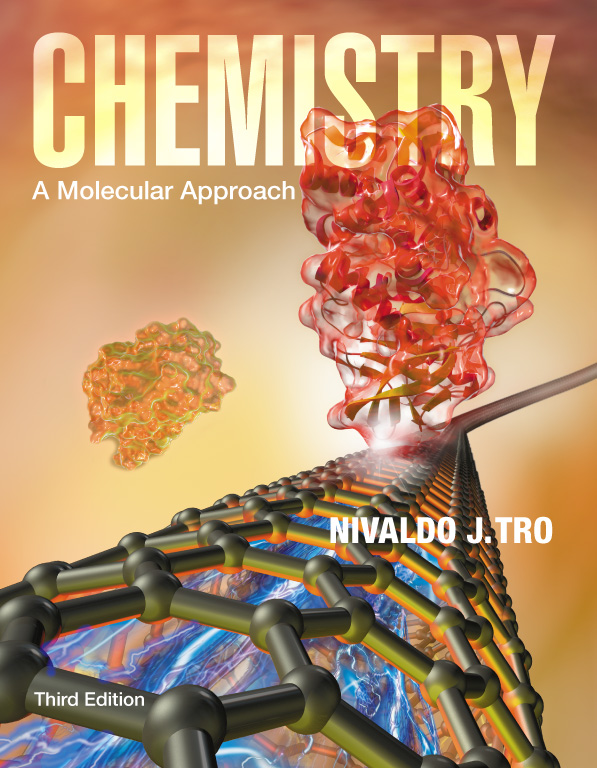 CHEMISTRY
A Molecular Approach
NIVALDO J. TRO
Third Edition